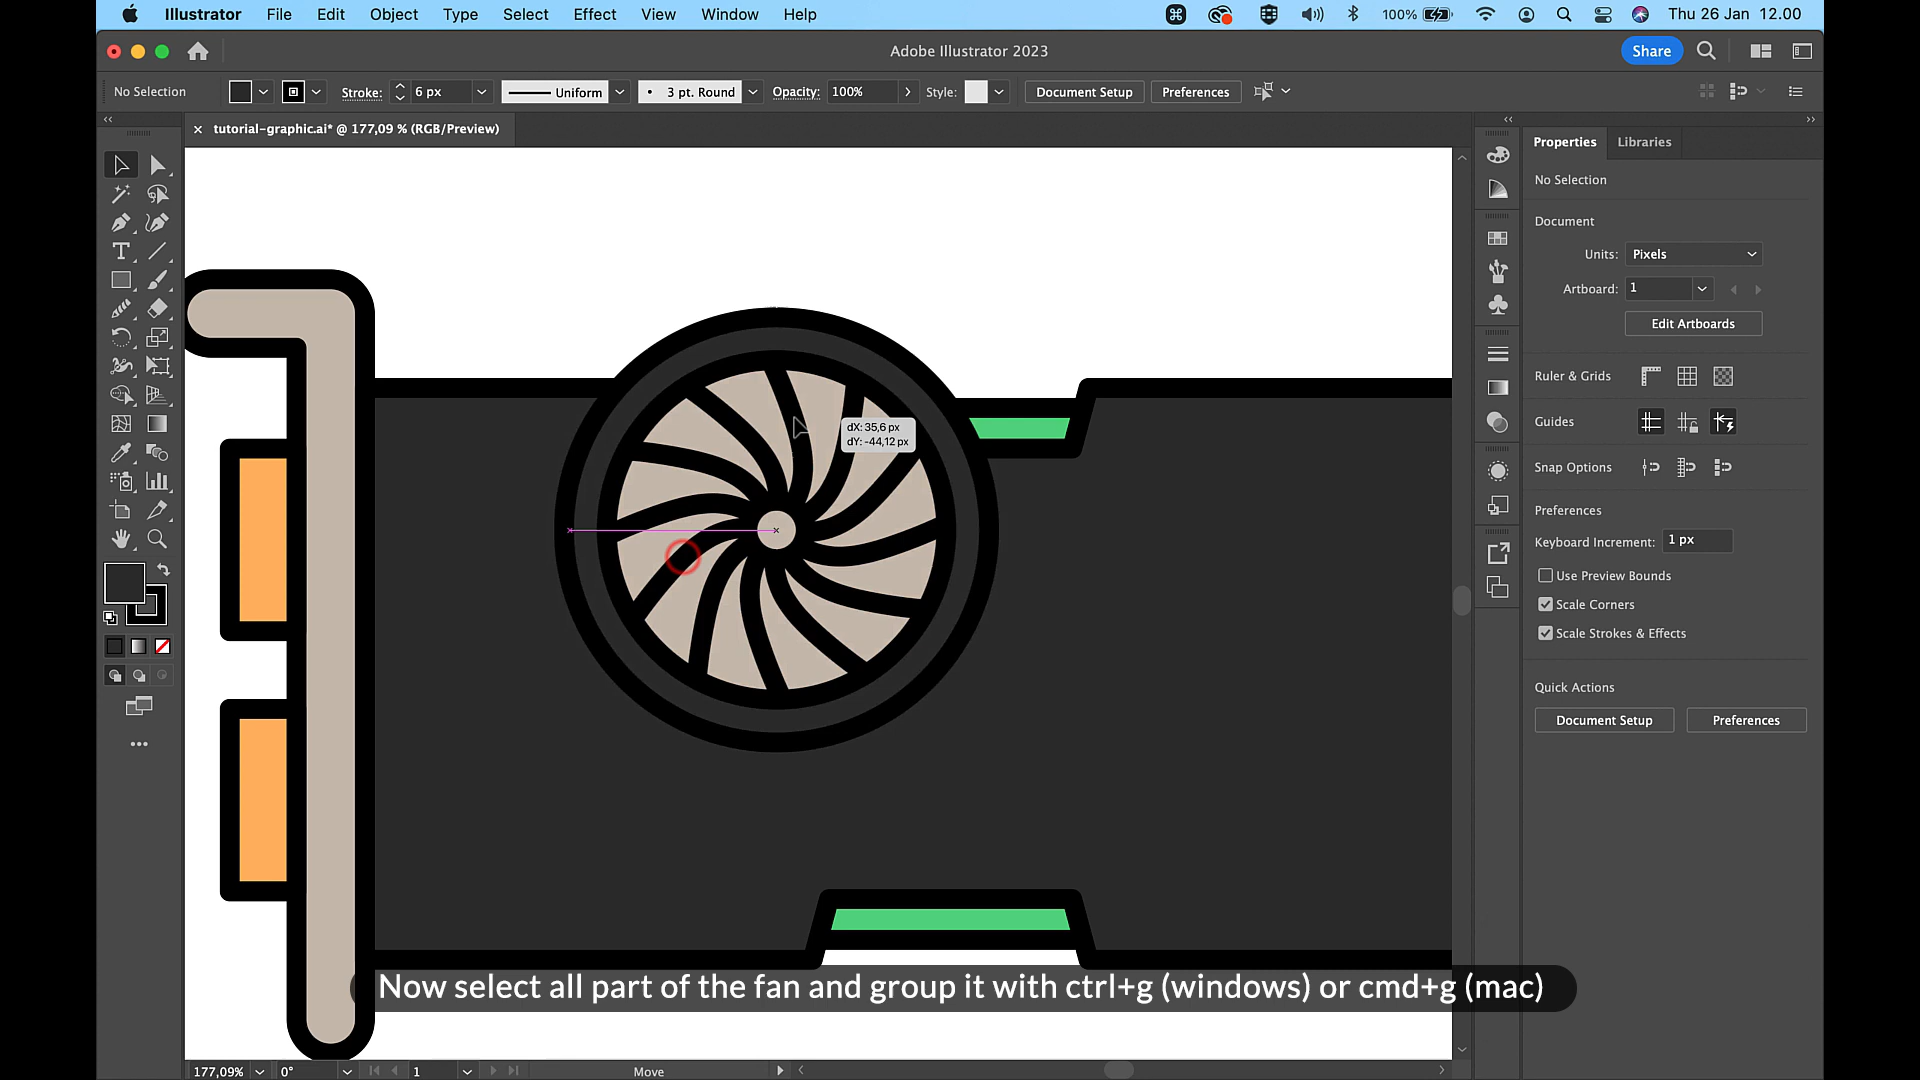 Illustrator File Edit Object Type Select Effect View Window Help 100% Thu 26 Jan 12.00
Adobe Illustrator 2023 Share
No Selection Stroke: 6 px Uniform 3 pt. Round Opacity: 100% Style: Document Setup Preferences
tutorial-graphic.ai* @ 177,09 % (RGB/Preview)
Properties Libraries
No Selection
Document
Units: Pixels
Artboard: 1
Edit Artboards
Ruler & Grids
Guides
Snap Options
Preferences
Keyboard Increment: 1 px
Use Preview Bounds
Scale Corners
Scale Strokes & Effects
Quick Actions
Document Setup Preferences
dX: 35,6 px
dY: -44,12 px
Now select all part of the fan and group it with ctrl+g (windows) or cmd+g (mac)
177,09% 0° 1 Move